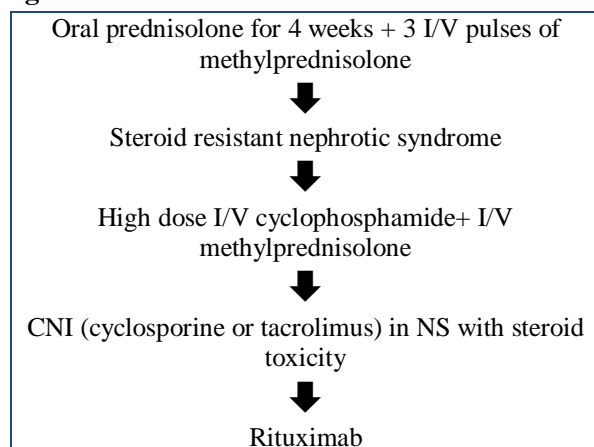 Oral prednisolone for 4 weeks + 3 I/V pulses of
methylprednisolone
Steroid resistant nephrotic syndrome
High dose I/V cyclophosphamide+ I/V
methylprednisolone
CNI (cyclosporine or tacrolimus) in NS with steroid
toxicity
Rituximab